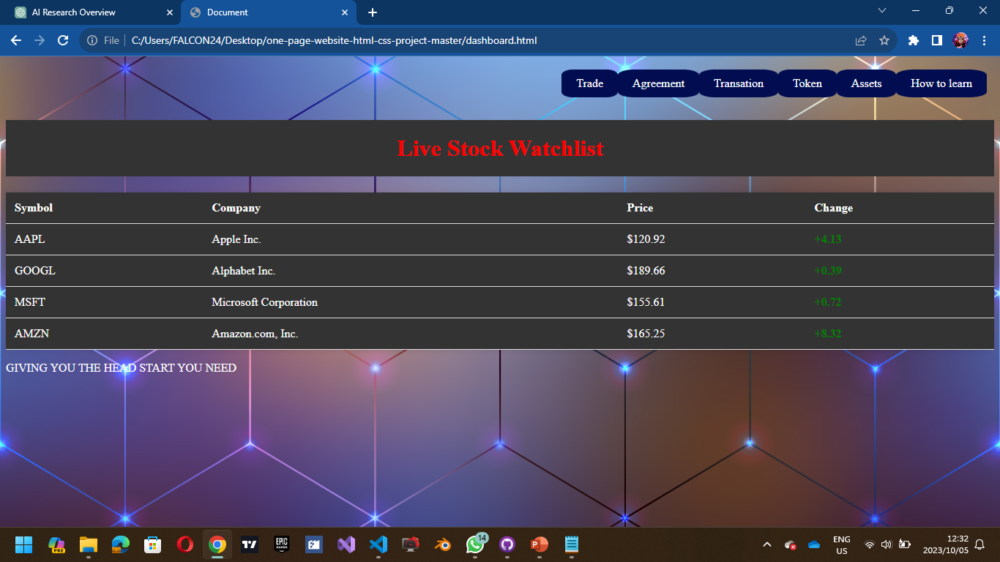 AI Research Overview
Document
File
C:/Users/FALCON24/Desktop/one-page-website-html-css-project-master/dashboard.html
Trade Agreement Transation Token Assets How to learn
Live Stock Watchlist
Symbol Company Price Change
AAPL Apple Inc. $120.92 +4.13
GOOGL Alphabet Inc. $189.66 +0.39
MSFT Microsoft Corporation $155.61 +0.72
AMZN Amazon.com, Inc. $165.25 +8.32
GIVING YOU THE HEAD START YOU NEED
PRE
EPIC
GAMES
14
ENG
US
12:32
2023/10/05